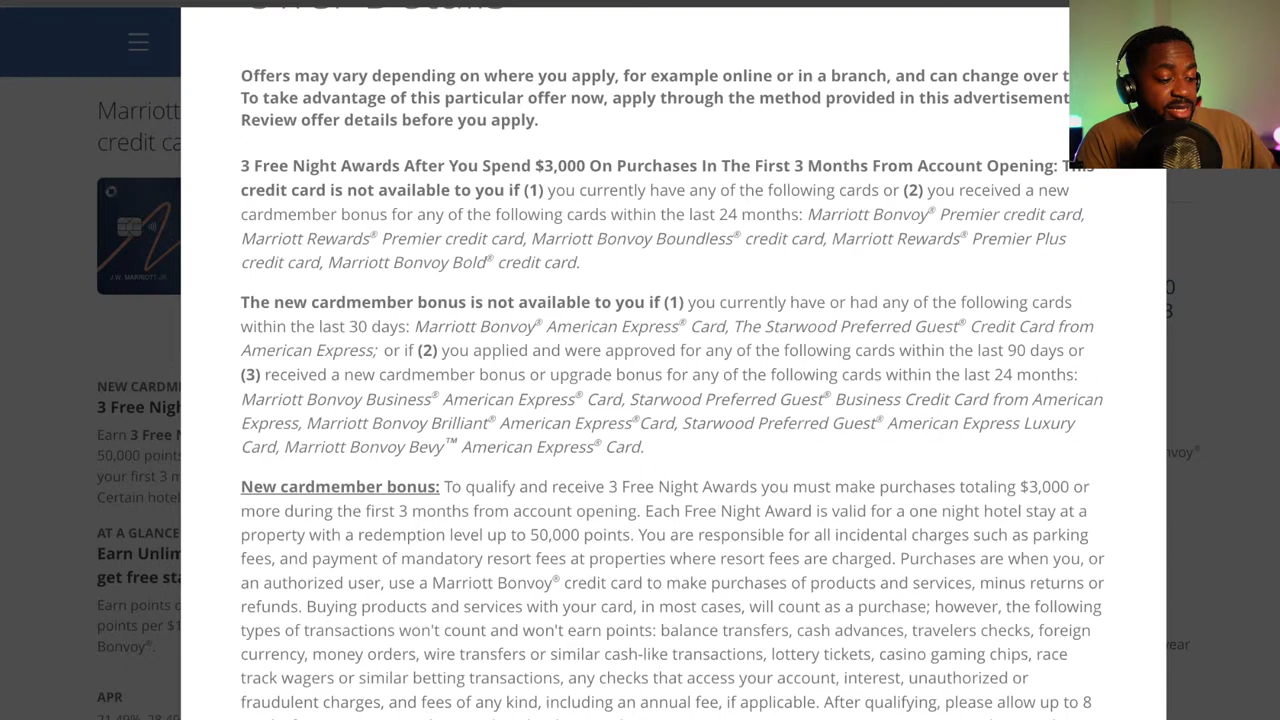 Offers may vary depending on where you apply, for example online or in a branch, and can change over t
To take advantage of this particular offer now, apply through the method provided in this advertisement
Review offer details before you apply.
3 Free Night Awards After You Spend $3,000 On Purchases In The First 3 Months From Account Opening: This
credit card is not available to you if (1) you currently have any of the following cards or (2) you received a new
cardmember bonus for any of the following cards within the last 24 months: Marriott Bonvoy® Premier credit card,
Marriott Rewards® Premier credit card, Marriott Bonvoy Boundless® credit card, Marriott Rewards® Premier Plus
credit card, Marriott Bonvoy Bold® credit card.
The new cardmember bonus is not available to you if (1) you currently have or had any of the following cards
within the last 30 days: Marriott Bonvoy® American Express® Card, The Starwood Preferred Guest® Credit Card from
American Express; or if (2) you applied and were approved for any of the following cards within the last 90 days or
(3) received a new cardmember bonus or upgrade bonus for any of the following cards within the last 24 months:
Marriott Bonvoy Business® American Express® Card, Starwood Preferred Guest® Business Credit Card from American
Express, Marriott Bonvoy Brilliant® American Express®Card, Starwood Preferred Guest® American Express Luxury
Card, Marriott Bonvoy Bevy™ American Express® Card.
New cardmember bonus: To qualify and receive 3 Free Night Awards you must make purchases totaling $3,000 or
more during the first 3 months from account opening. Each Free Night Award is valid for a one night hotel stay at a
property with a redemption level up to 50,000 points. You are responsible for all incidental charges such as parking
fees, and payment of mandatory resort fees at properties where resort fees are charged. Purchases are when you, or
an authorized user, use a Marriott Bonvoy® credit card to make purchases of products and services, minus returns or
refunds. Buying products and services with your card, in most cases, will count as a purchase; however, the following
types of transactions won't count and won't earn points: balance transfers, cash advances, travelers checks, foreign
currency, money orders, wire transfers or similar cash-like transactions, lottery tickets, casino gaming chips, race
track wagers or similar betting transactions, any checks that access your account, interest, unauthorized or
fraudulent charges, and fees of any kind, including an annual fee, if applicable. After qualifying, please allow up to 8
Marriott
credit ca
J.W. MARRIOTT JR
NEW CARDM
3 Free Nigh
Earn 3 Free N
50,000 points
your first 3 m
Certain hotel
AT A GLANCE
Earn Unlim
get free sta
Earn points o
points per $1
Bonvoy®.
APR
nvoy®
year